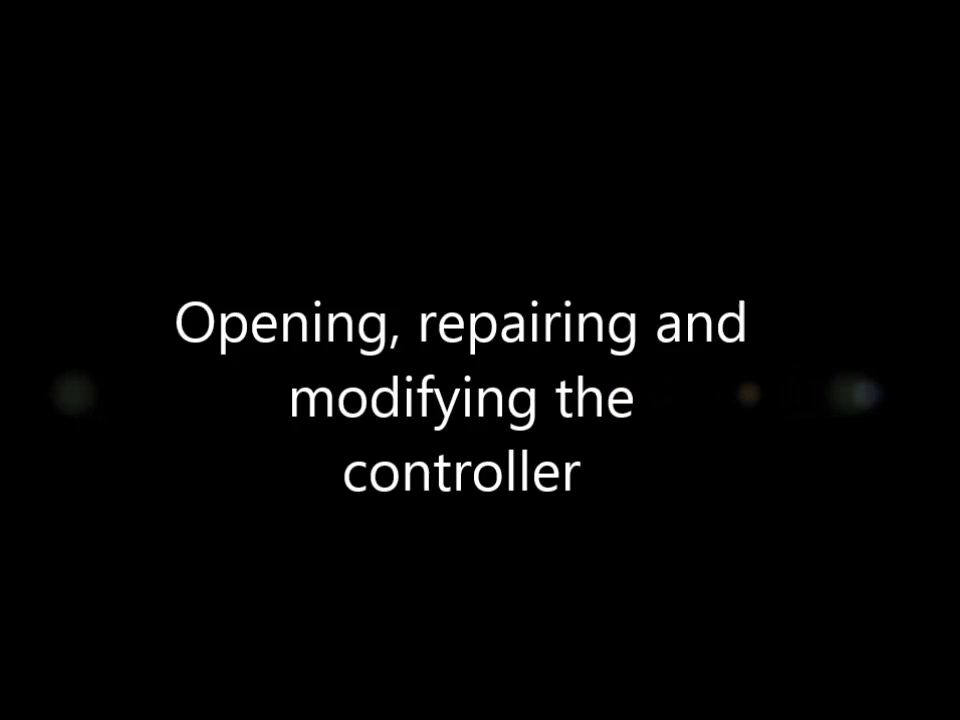 Opening, repairing and
modifying the
controller